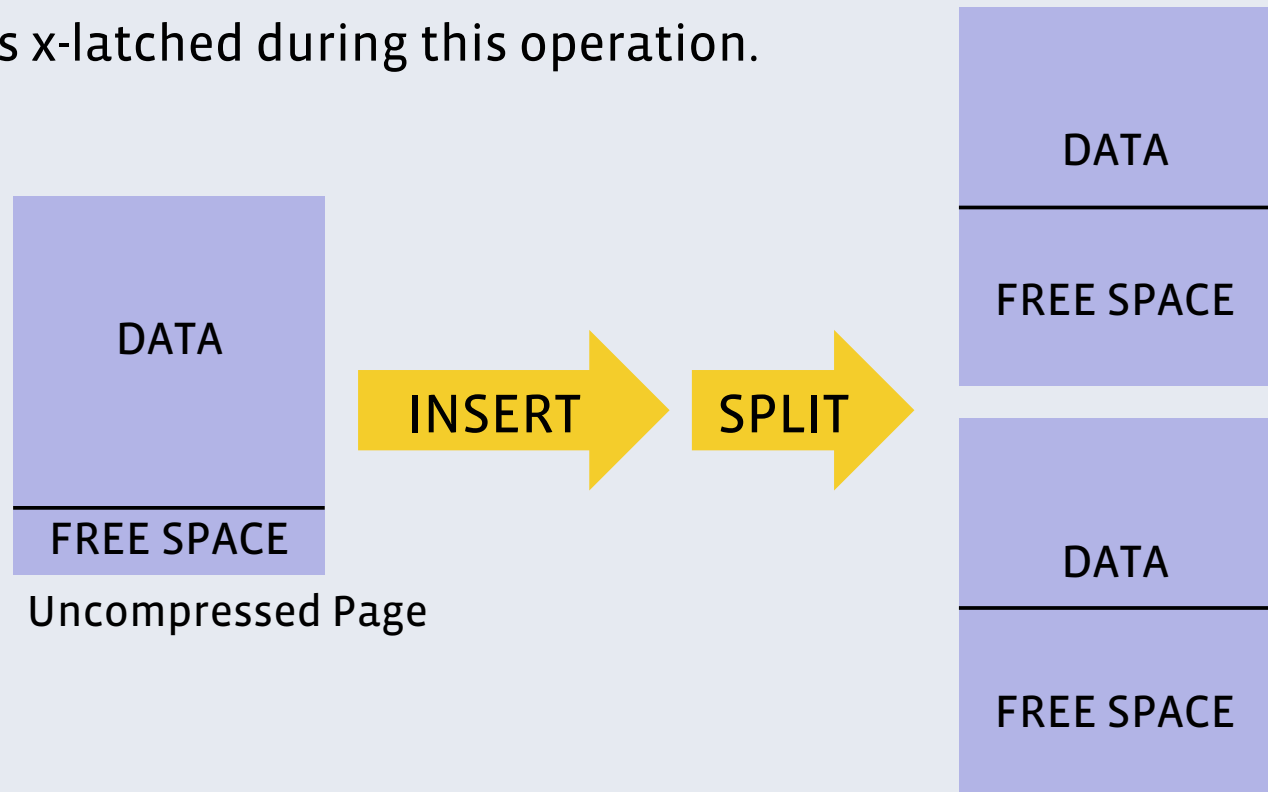 s x-latched during this operation.
DATA
FREE SPACE
Uncompressed Page
INSERT
SPLIT
DATA
FREE SPACE
DATA
FREE SPACE